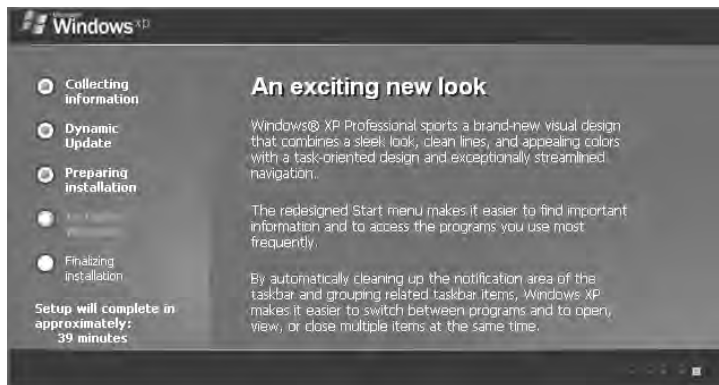 Microsoft
Windows xp
Collecting
information
Dynamic
Update
Preparing
installation
Finalizing
installation
Setup will complete in
approximately:
39 minutes
An exciting new look
Windows® XP Professional sports a brand-new visual design
that combines a sleek look, clean lines, and appealing colors
with a task-oriented design and exceptionally streamlined
navigation.
The redesigned Start menu makes it easier to find important
information and to access the programs you use most
frequently.
By automatically cleaning up the notification area of the
taskbar and grouping related taskbar items, Windows XP
makes it easier to switch between programs and to open,
view, or close multiple items at the same time.